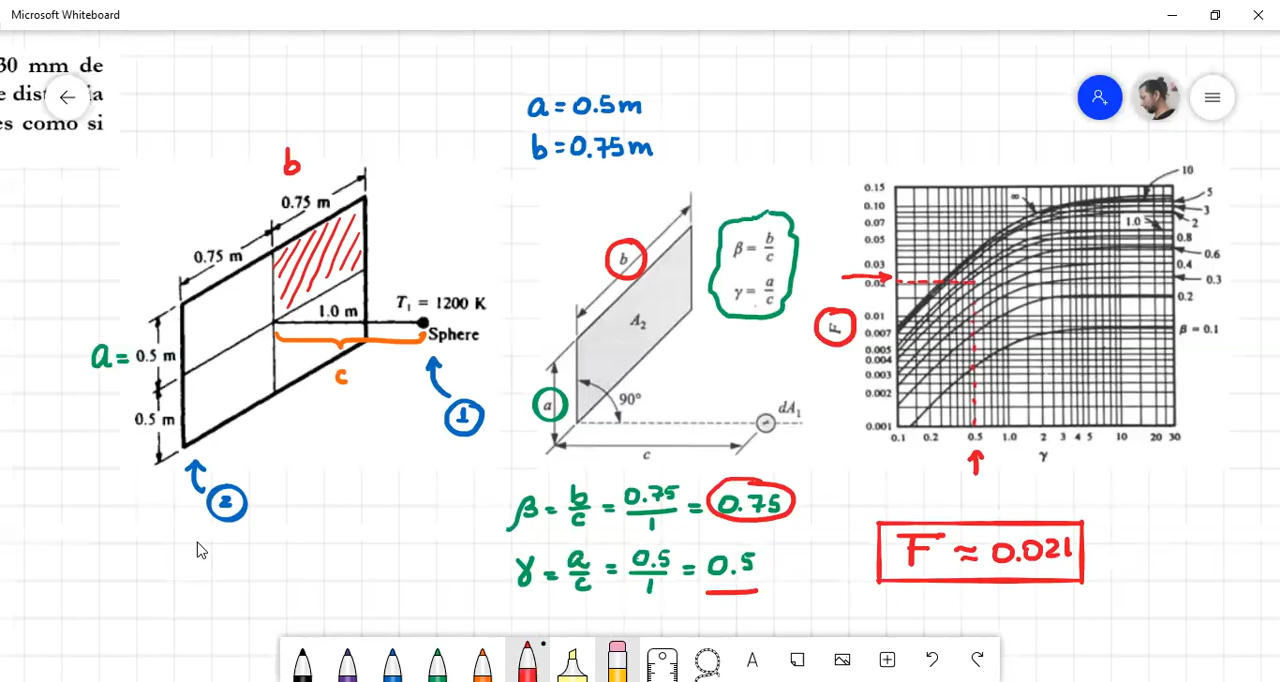 Microsoft Whiteboard
30 mm de
e dist ia
es como si
a = 0.5m
b = 0.75m
b
0.75 m
0.75 m
1.0 m
T1 = 1200 K
Sphere
a =
0.5 m
0.5 m
c
1
2
b
A2
a
90°
dA1
c
β = b/c
γ = a/c
F
0.15
0.10
0.07
0.05
0.03
0.02
0.01
0.007
0.005
0.004
0.003
0.002
0.001
0.1 0.2 0.5 1.0 2 3 4 5 10 20 30
γ
∞
10
5
3
2
1.0
0.8
0.6
0.4
0.3
0.2
β = 0.1
β = b/c = 0.75/1 = 0.75
γ = a/c = 0.5/1 = 0.5
F ≈ 0.021
A